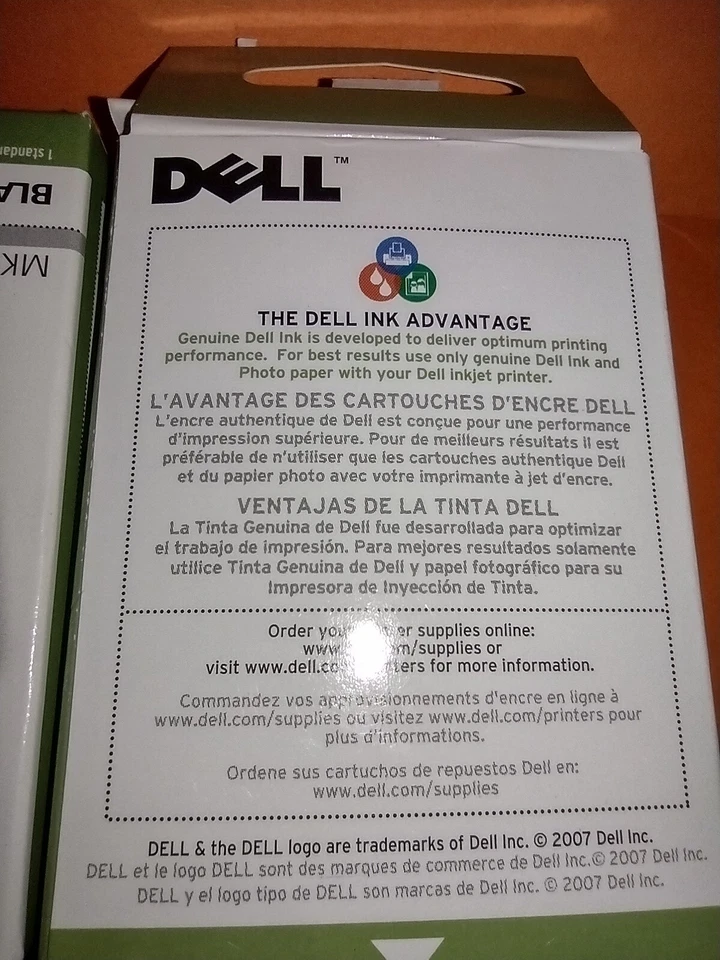 1 standar
BLA
MK
DELL™
THE DELL INK ADVANTAGE
Genuine Dell Ink is developed to deliver optimum printing
performance. For best results use only genuine Dell Ink and
Photo paper with your Dell inkjet printer.
L'AVANTAGE DES CARTOUCHES D'ENCRE DELL
L'encre authentique de Dell est conçue pour une performance
d'impression supérieure. Pour de meilleurs résultats il est
préférable de n'utiliser que les cartouches authentique Dell
et du papier photo avec votre imprimante à jet d'encre.
VENTAJAS DE LA TINTA DELL
La Tinta Genuina de Dell fue desarrollada para optimizar
el trabajo de impresión. Para mejores resultados solamente
utilice Tinta Genuina de Dell y papel fotográfico para su
Impresora de Inyección de Tinta.
Order supplies online:
/supplies or
visit for more information.
Commandez vos approvisionnements d'encre en ligne à
www.dell.com/supplies ou visitez www.dell.com/printers pour
plus d'informations.
Ordene sus cartuchos de repuestos Dell en:
www.dell.com/supplies
DELL & the DELL logo are trademarks of Dell Inc. © 2007 Dell Inc.
DELL et le logo DELL sont des marques de commerce de Dell Inc.© 2007 Dell Inc.
DELL y el logo tipo de DELL son marcas de Dell Inc. © 2007 Dell Inc.